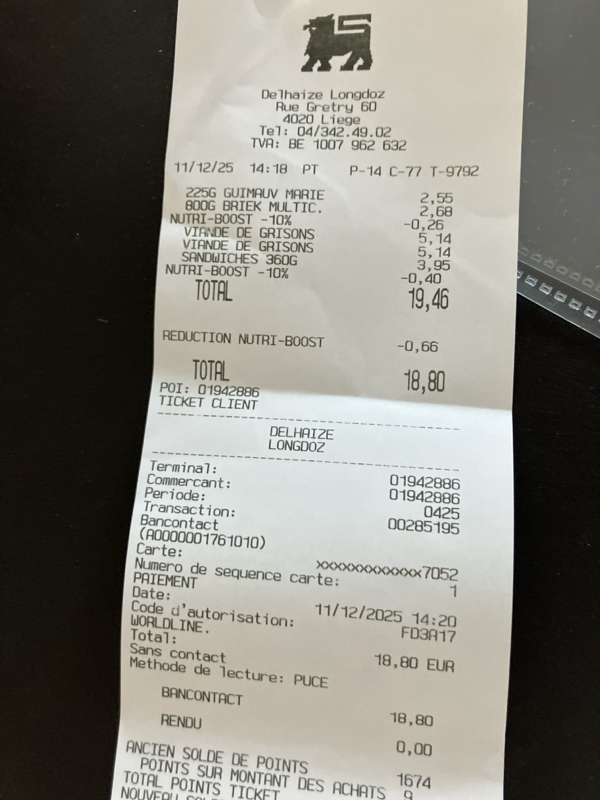 Delhaize Longdoz
Rue Gretry 60
4020 Liege
Tel: 04/342.49.02
TVA: BE 1007 962 632
11/12/25 14:18 PT P-14 C-77 T-9792
225G GUIMAUV MARIE 2,55
800G BRIEK MULTIC. 2,68
NUTRI-BOOST -10% -0,26
VIANDE DE GRISONS 5,14
VIANDE DE GRISONS 5,14
SANDWICHES 360G 3,95
NUTRI-BOOST -10% -0,40
TOTAL 19,46
REDUCTION NUTRI-BOOST -0,66
TOTAL 18,80
POI: 01942886
TICKET CLIENT
DELHAIZE
LONGDOZ
Terminal: 01942886
Commercant: 01942886
Periode: 0425
Transaction: 00285195
Bancontact
(A0000001761010)
Carte: xxxxxxxxxxxxx7052
Numero de sequence carte: 1
PAIEMENT
Date: 11/12/2025 14:20
Code d'autorisation: FD3A17
WORLDLINE.
Total: 18,80 EUR
Sans contact
Methode de lecture: PUCE
BANCONTACT 18,80
RENDU 0,00
ANCIEN SOLDE DE POINTS 1674
POINTS SUR MONTANT DES ACHATS 9
TOTAL POINTS TICKET
NOUVEAU